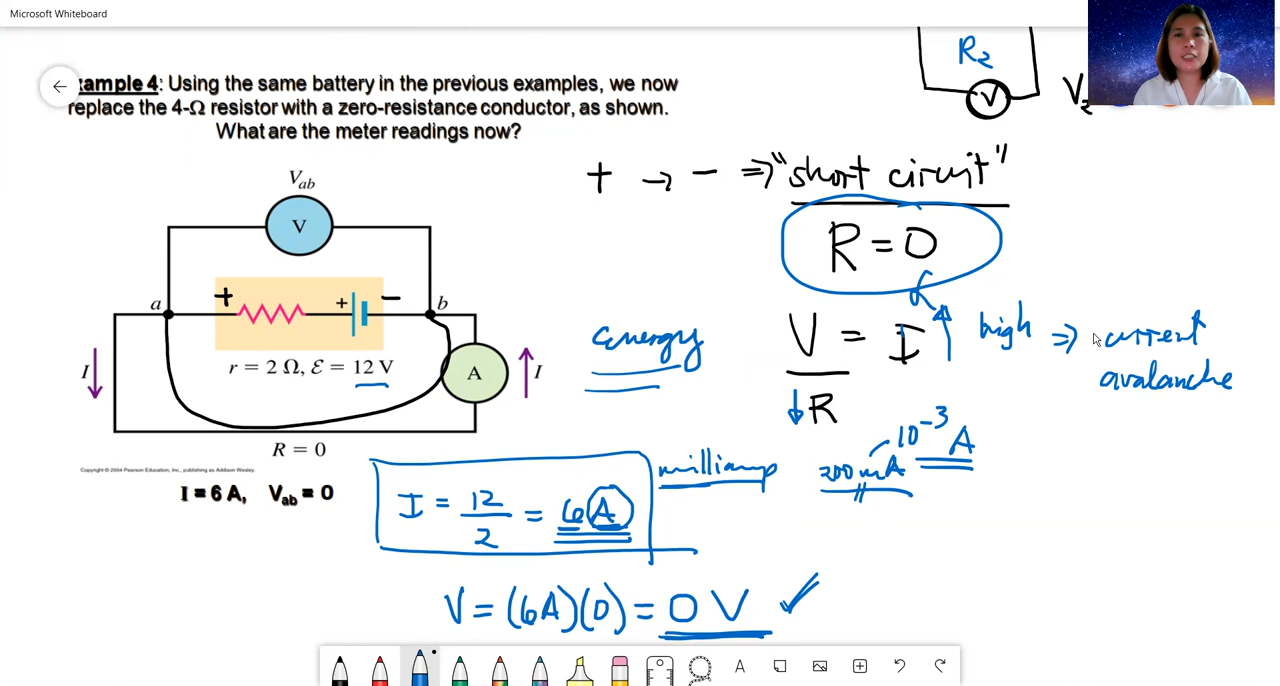 Microsoft Whiteboard
ample 4: Using the same battery in the previous examples, we now
replace the 4-Ω resistor with a zero-resistance conductor, as shown.
What are the meter readings now?
R2
V
V2
+ → - ⇒ "short circuit"
R = 0
Vab
V
a
+
+
-
b
I
r = 2 Ω, ℰ = 12 V
A
I
R = 0
Copyright © 2004 Pearson Education, Inc., publishing as Addison Wesley.
I = 6 A, Vab = 0
energy
V = I ↑ high ⇒ current
avalanche
↓ R
milliamp
10^-3 A
200 mA
I = 12/2 = 6 A
V = (6A)(0) = 0 V ✓
A